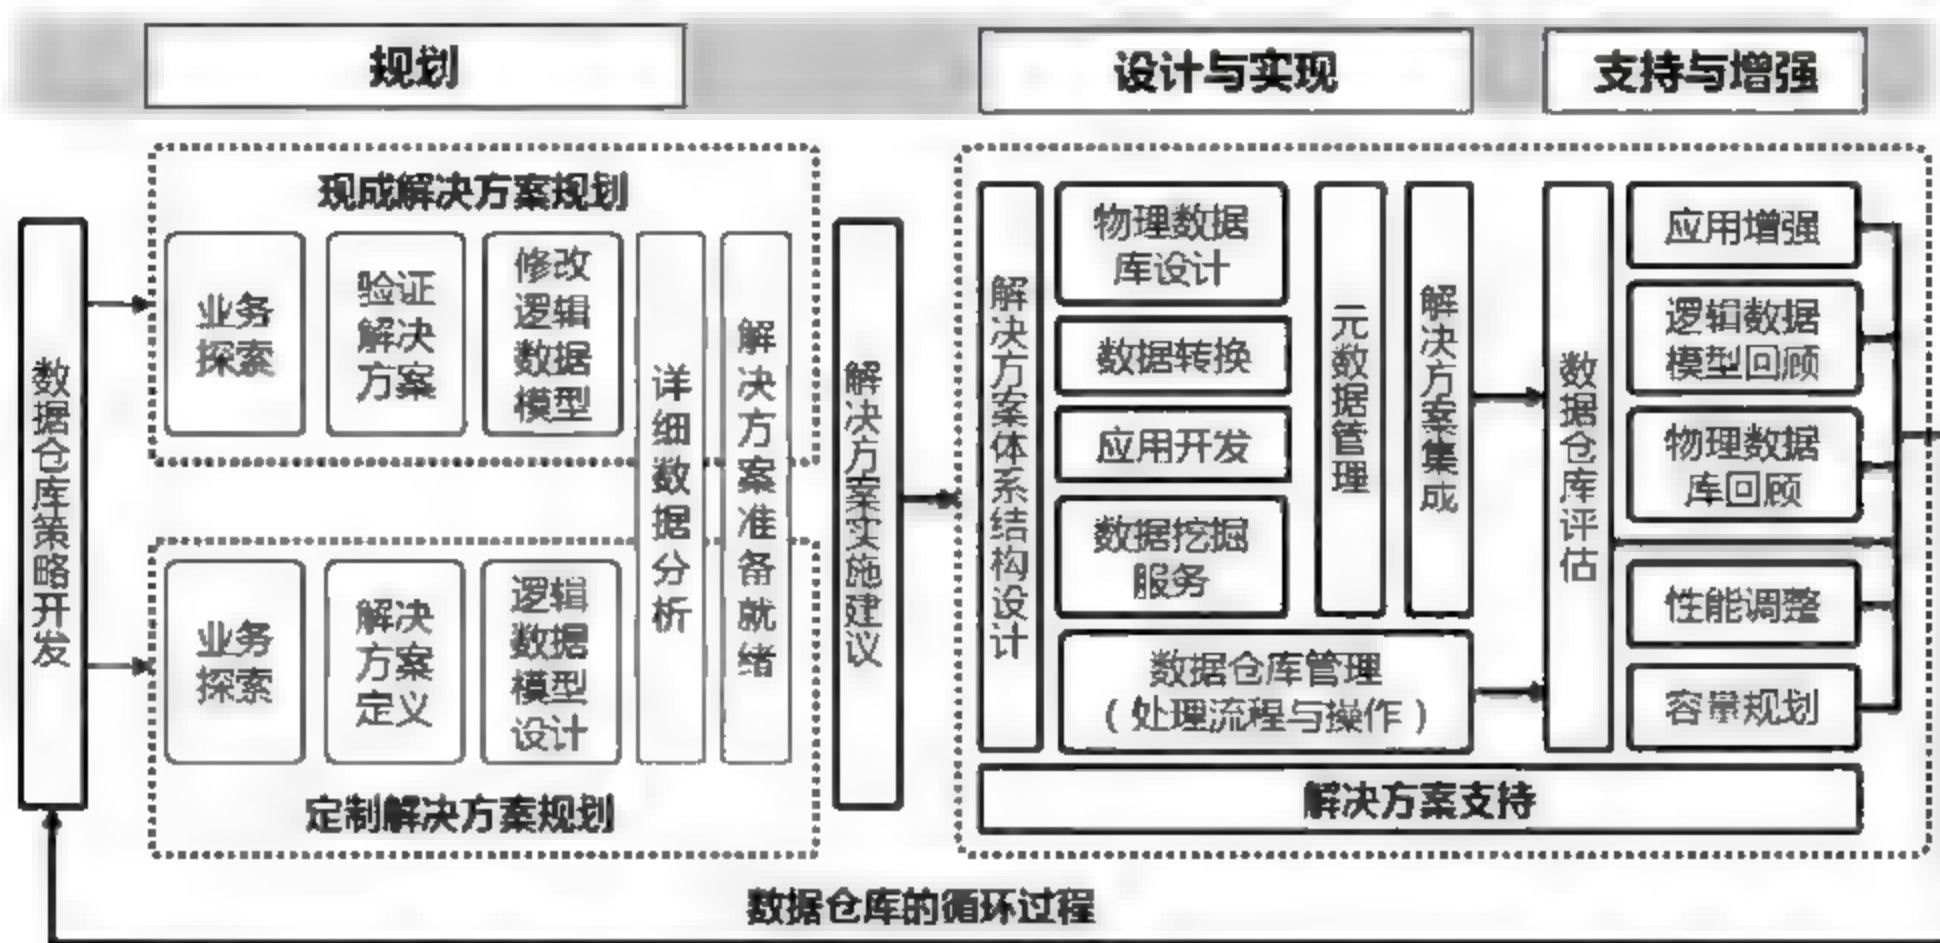 规划
设计与实现
支持与增强
数据仓库策略开发
现成解决方案规划
业务
探索
验证
解决
方案
修改
逻辑
数据
模型
详细数据分析
解决方案准备就绪
业务
探索
解决
方案
定义
逻辑
数据
模型
设计
定制解决方案规划
解决方案实施建议
解决方案体系结构设计
物理数据
库设计
数据转换
应用开发
数据挖掘
服务
元数据管理
解决方案集成
数据仓库管理
（处理流程与操作）
数据仓库评估
应用增强
逻辑数据
模型回顾
物理数据
库回顾
性能调整
容量规划
解决方案支持
数据仓库的循环过程